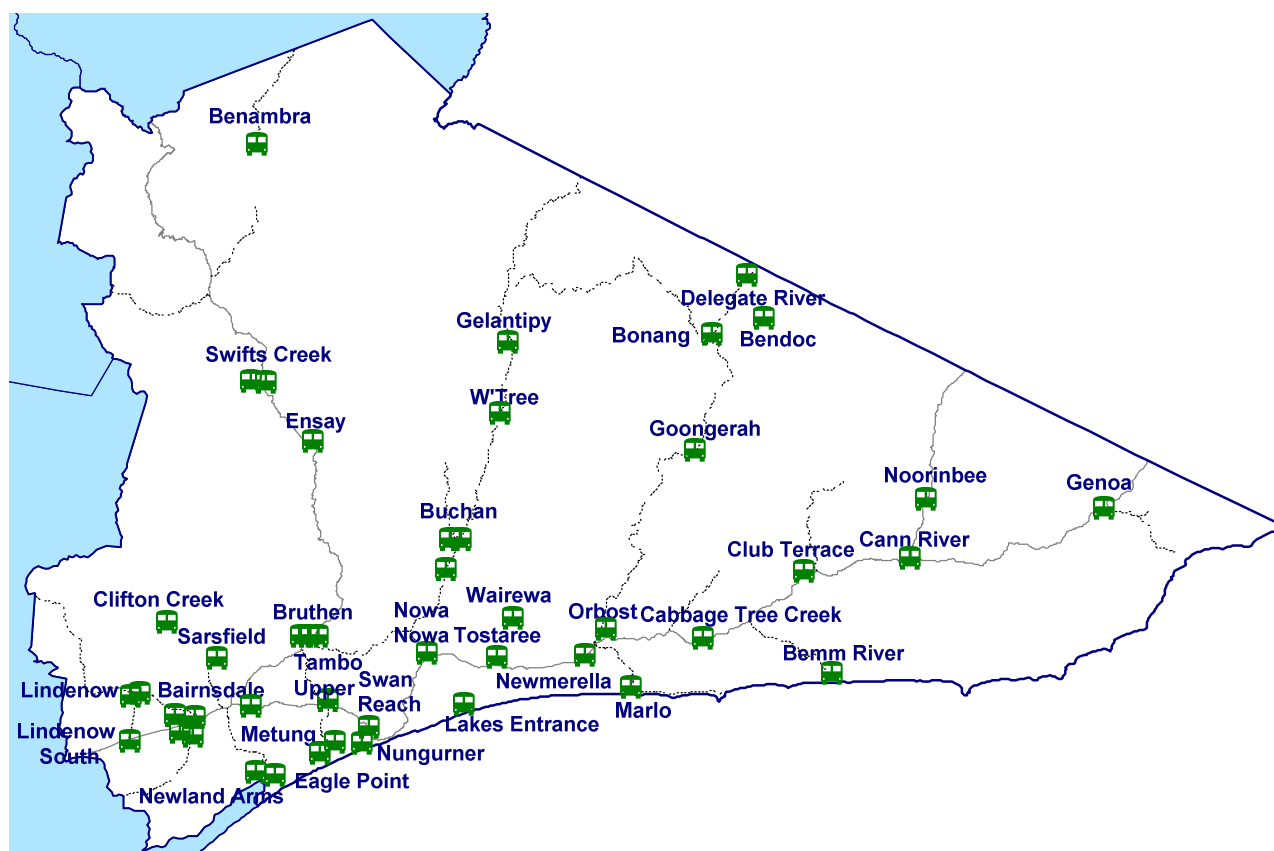 Benambra
Delegate River
Gelantipy
Bonang
Bendoc
Swifts Creek
W'Tree
Ensay
Goongerah
Noorinbee
Genoa
Buchan
Cann River
Club Terrace
Clifton Creek
Wairewa
Bruthen
Nowa
Nowa
Orbost
Cabbage Tree Creek
Sarsfield
Tostaree
Bemm River
Tambo
Upper
Swan
Reach
Newmerella
Lindenow
Bairnsdale
Marlo
Lakes Entrance
Lindenow
South
Metung
Nungurner
Eagle Point
Newland Arms